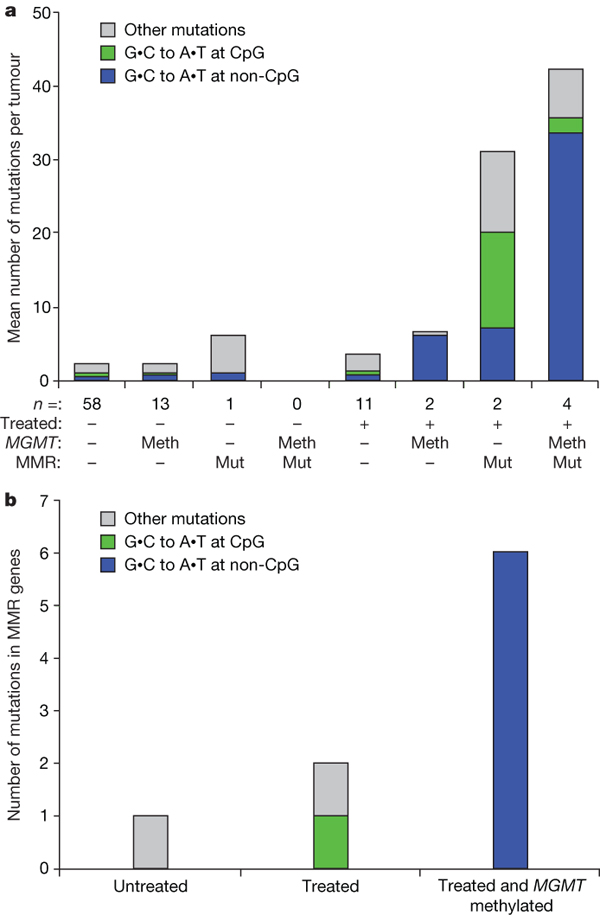 a
50
40
30
20
10
0
Mean number of mutations per tumour
Other mutations
G•C to A•T at CpG
G•C to A•T at non-CpG
n =: 58 13 1 0 11 2 2 4
Treated: – – – – + + + +
MGMT: – Meth – Meth – Meth – Meth
MMR: – – Mut Mut – – Mut Mut
b
7
6
5
4
3
2
1
0
Number of mutations in MMR genes
Other mutations
G•C to A•T at CpG
G•C to A•T at non-CpG
Untreated
Treated
Treated and MGMT
methylated